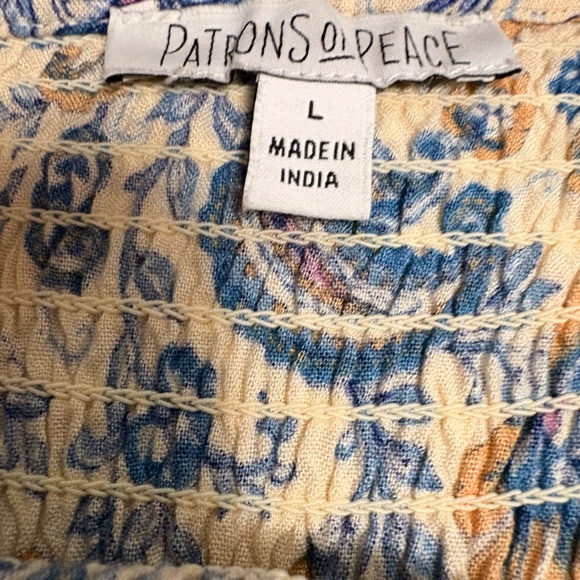 PATRONS OF PEACE
L
MADE IN
INDIA